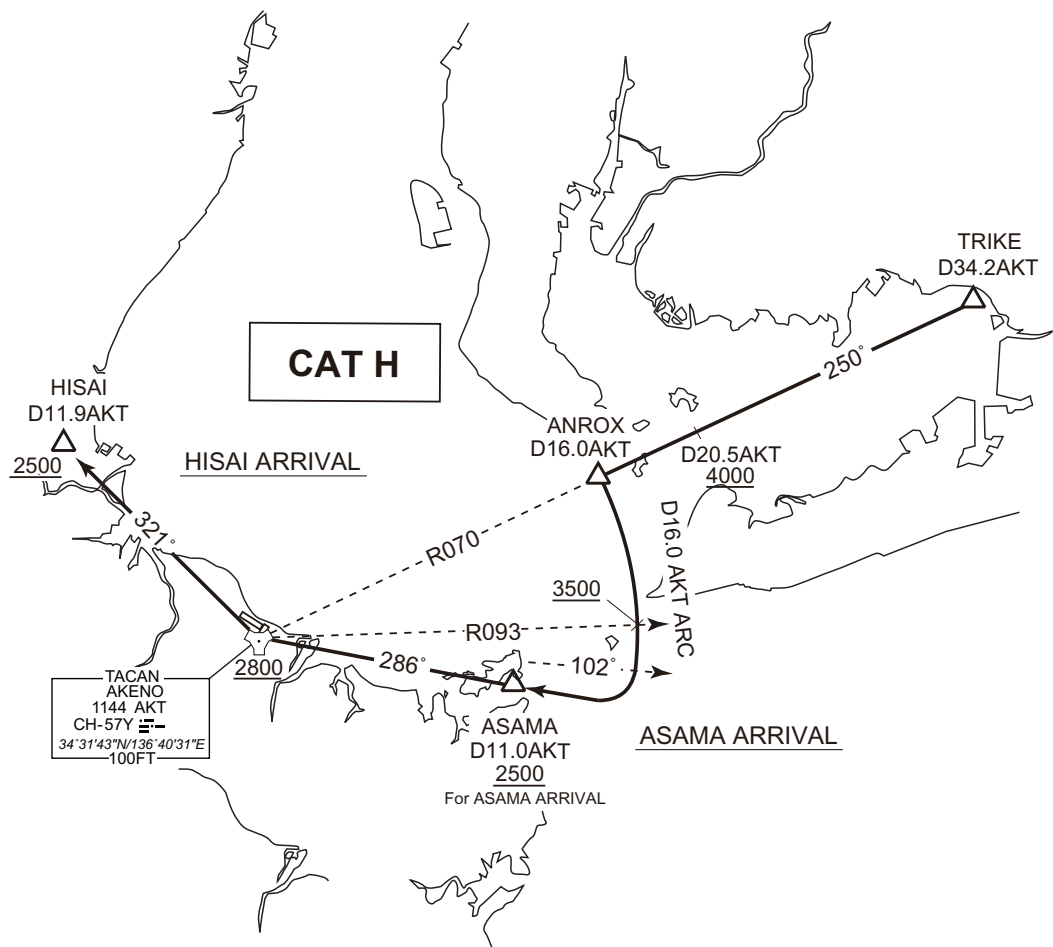 TRIKE
D34.2AKT
250°
CAT H
HISAI
D11.9AKT
2500
HISAI ARRIVAL
ANROX
D16.0AKT
D20.5AKT
4000
321°
R070
D16.0 AKT ARC
3500
R093
2800
286°
102°
TACAN
AKENO
1144 AKT
CH-57Y
34°31'43"N/136°40'31"E
100FT
ASAMA
D11.0AKT
2500
For ASAMA ARRIVAL
ASAMA ARRIVAL